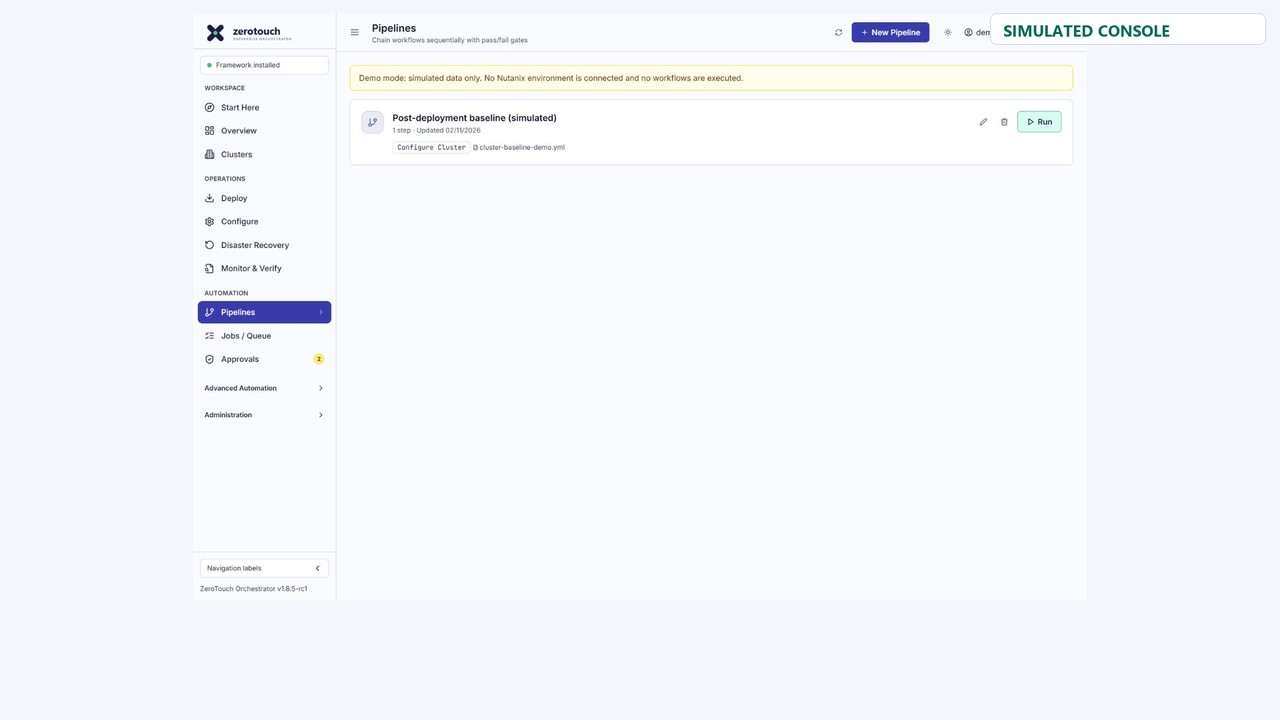 zerotouch
ENTERPRISE ORCHESTRATOR
Framework installed
WORKSPACE
Start Here
Overview
Clusters
OPERATIONS
Deploy
Configure
Disaster Recovery
Monitor & Verify
AUTOMATION
Pipelines
Jobs / Queue
Approvals
2
Advanced Automation
Administration
Navigation labels
ZeroTouch Orchestrator v1.8.5-rc1
Pipelines
Chain workflows sequentially with pass/fail gates
+ New Pipeline
SIMULATED CONSOLE
Demo mode: simulated data only. No Nutanix environment is connected and no workflows are executed.
Post-deployment baseline (simulated)
1 step · Updated 02/11/2026
Configure Cluster cluster-baseline-demo.yml
Run